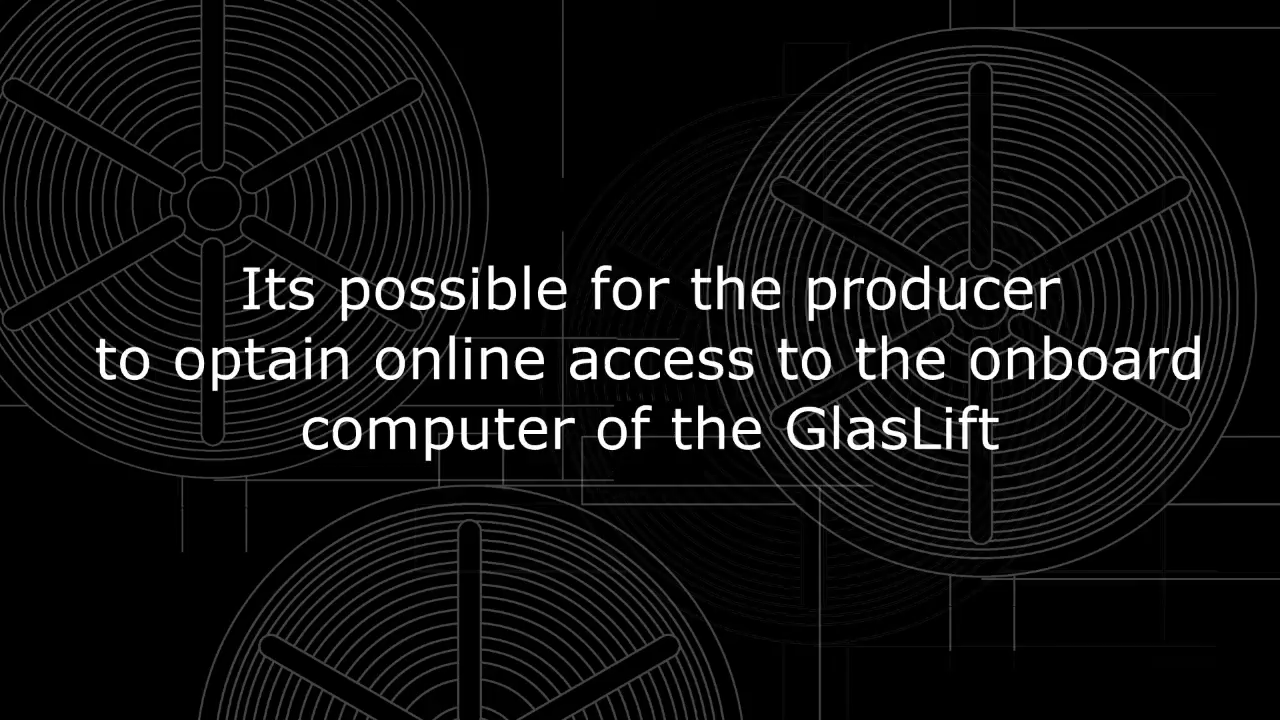 Its possible for the producer
to optain online access to the onboard
computer of the GlasLift